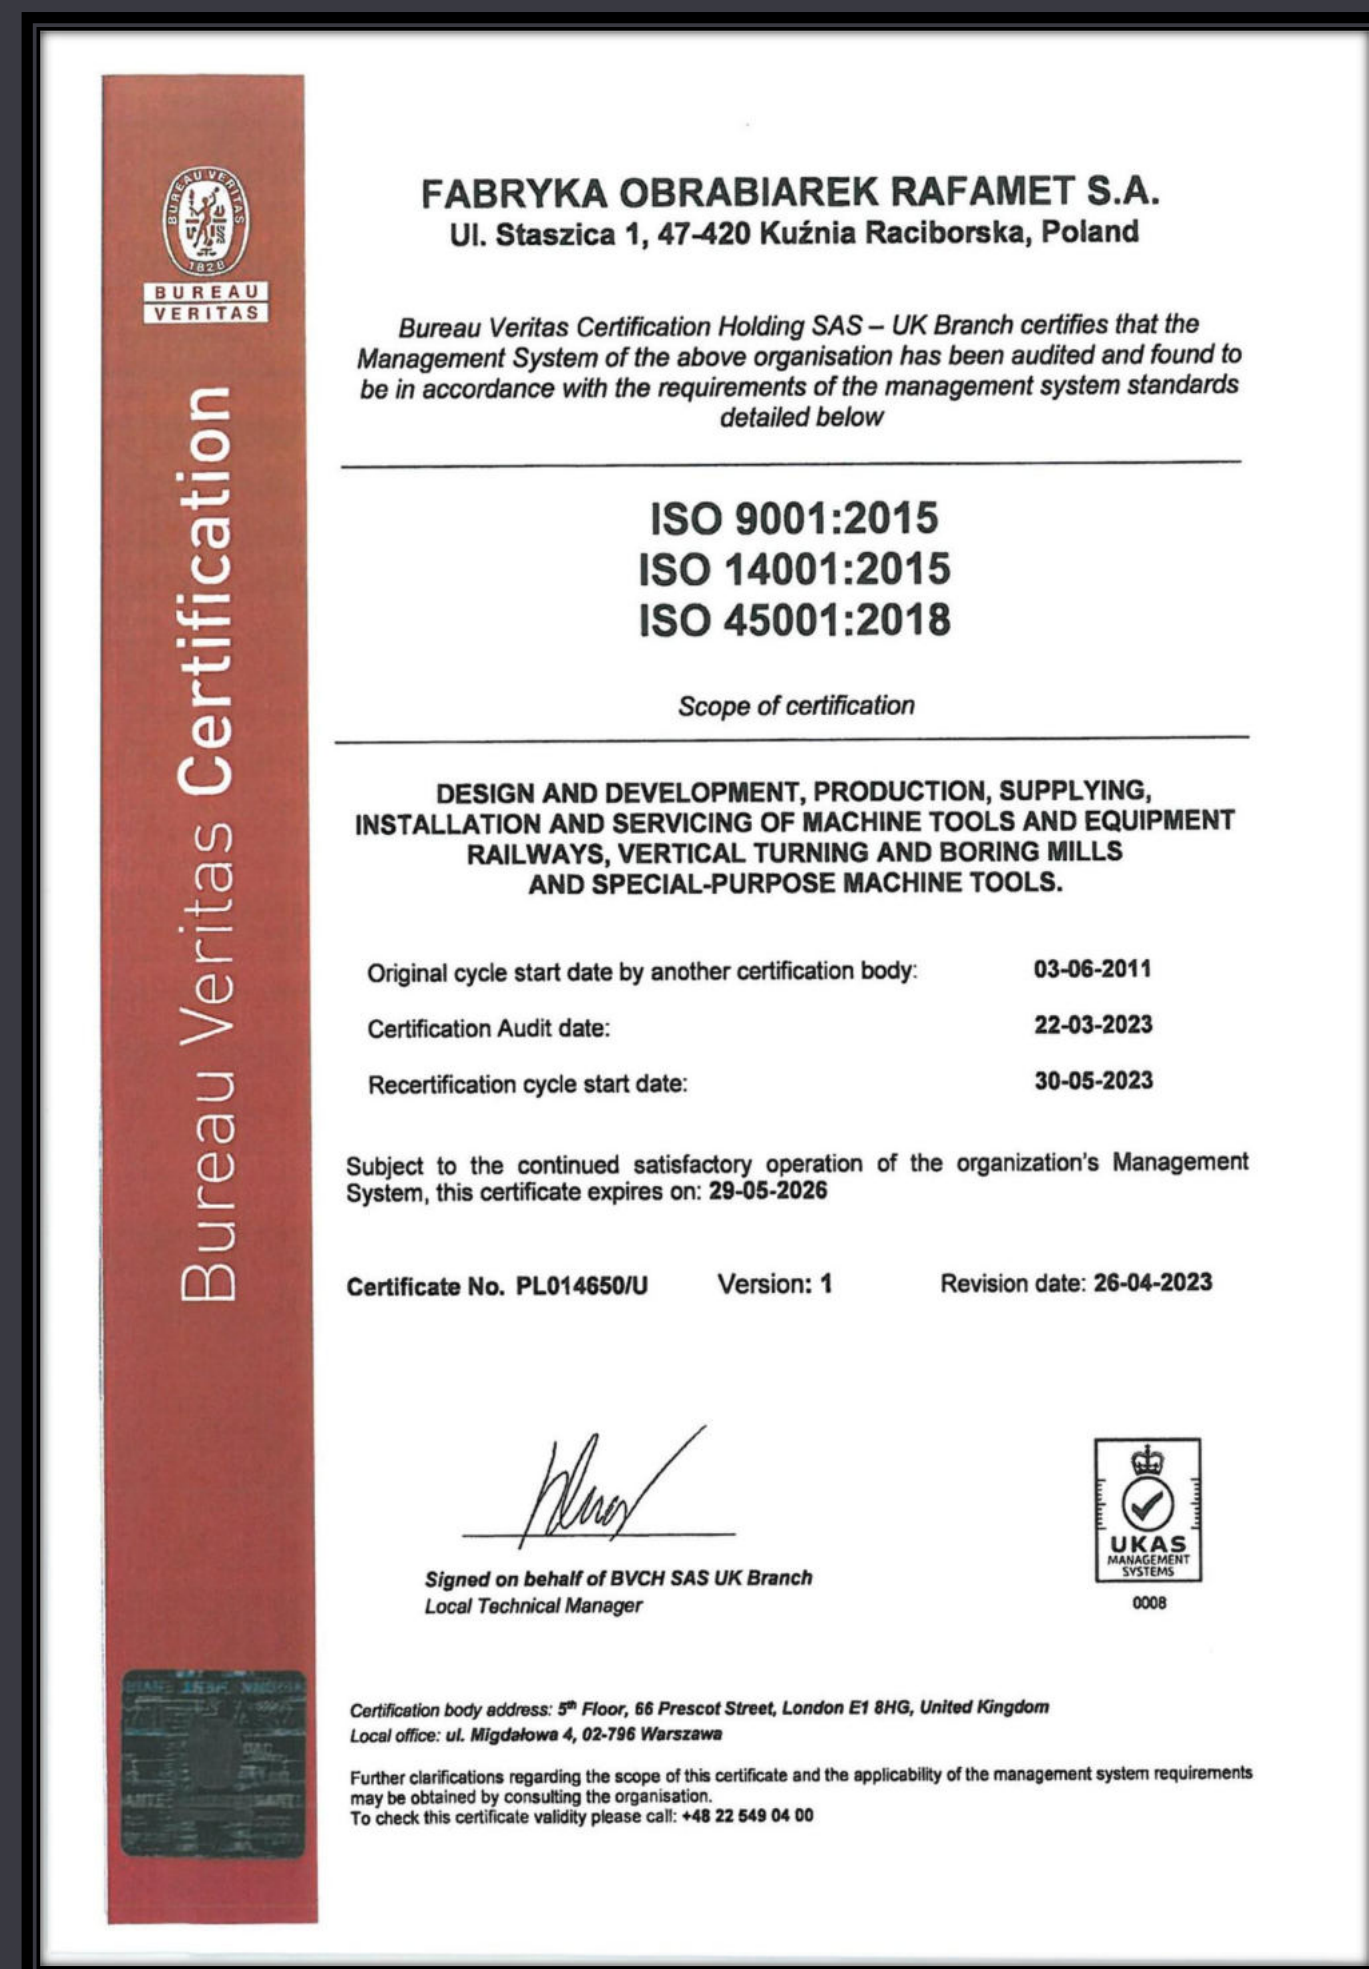 BUREAU VERITAS
1828
BUREAU
VERITAS
Bureau Veritas Certification
FABRYKA OBRABIAREK RAFAMET S.A.
Ul. Staszica 1, 47-420 Kuźnia Raciborska, Poland
Bureau Veritas Certification Holding SAS – UK Branch certifies that the
Management System of the above organisation has been audited and found to
be in accordance with the requirements of the management system standards
detailed below
ISO 9001:2015
ISO 14001:2015
ISO 45001:2018
Scope of certification
DESIGN AND DEVELOPMENT, PRODUCTION, SUPPLYING,
INSTALLATION AND SERVICING OF MACHINE TOOLS AND EQUIPMENT
RAILWAYS, VERTICAL TURNING AND BORING MILLS
AND SPECIAL-PURPOSE MACHINE TOOLS.
Original cycle start date by another certification body: 03-06-2011
Certification Audit date: 22-03-2023
Recertification cycle start date: 30-05-2023
Subject to the continued satisfactory operation of the organization's Management
System, this certificate expires on: 29-05-2026
Certificate No. PL014650/U Version: 1 Revision date: 26-04-2023
Signed on behalf of BVCH SAS UK Branch
Local Technical Manager
UKAS
MANAGEMENT
SYSTEMS
0008
Certification body address: 5th Floor, 66 Prescot Street, London E1 8HG, United Kingdom
Local office: ul. Migdałowa 4, 02-796 Warszawa
Further clarifications regarding the scope of this certificate and the applicability of the management system requirements
may be obtained by consulting the organisation.
To check this certificate validity please call: +48 22 549 04 00